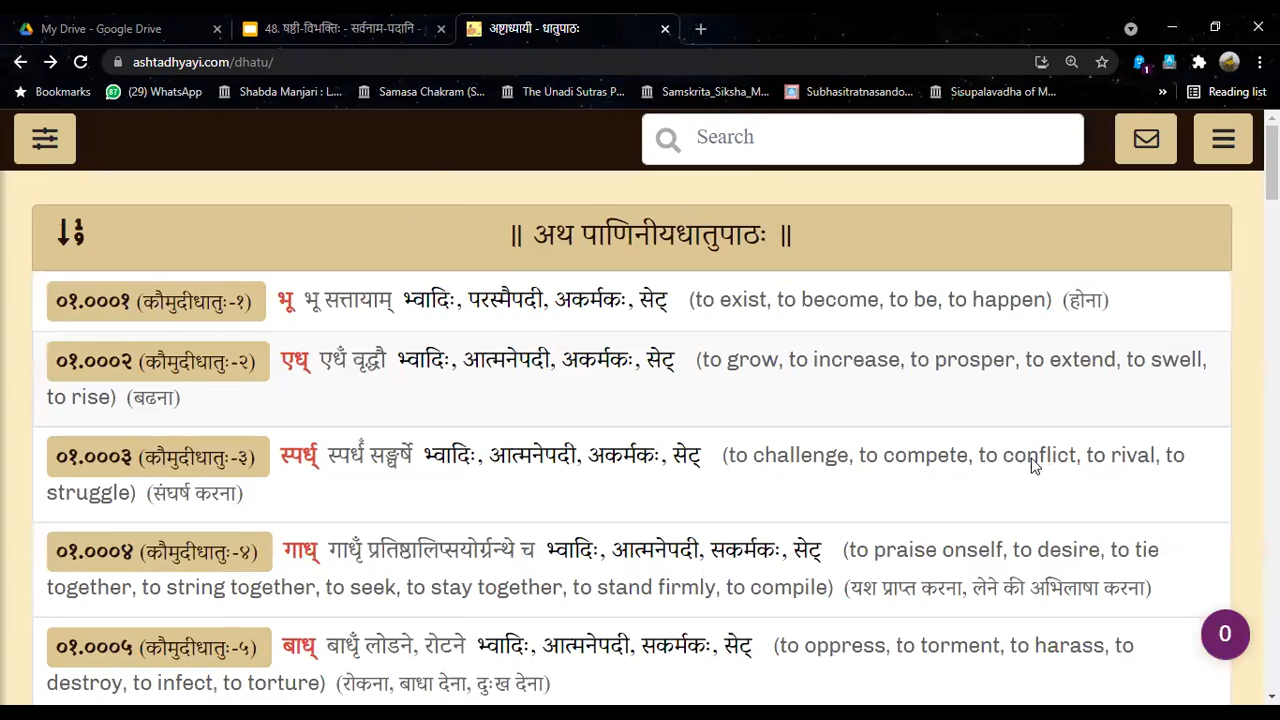 My Drive - Google Drive
48. षष्ठी-विभक्तिः - सर्वनाम-पदानि
अष्टाध्यायी - धातुपाठः
ashtadhyayi.com/dhatu/
1
Bookmarks
(29) WhatsApp
Shabda Manjari : L...
Samasa Chakram (S...
The Unadi Sutras P...
Samskrita_Siksha_M...
Subhasitratnasando...
Sisupalavadha of M...
»
Reading list
Search
॥ अथ पाणिनीयधातुपाठः ॥
०१.०००१ (कौमुदीधातुः-१) भू भू सत्तायाम् भ्वादिः, परस्मैपदी, अकर्मकः, सेट् (to exist, to become, to be, to happen) (होना)
०१.०००२ (कौमुदीधातुः-२) एध् एधँ वृद्धौ भ्वादिः, आत्मनेपदी, अकर्मकः, सेट् (to grow, to increase, to prosper, to extend, to swell,
to rise) (बढना)
०१.०००३ (कौमुदीधातुः-३) स्पर्ध् स्पर्धँ सङ्घर्षे भ्वादिः, आत्मनेपदी, अकर्मकः, सेट् (to challenge, to compete, to conflict, to rival, to
struggle) (संघर्ष करना)
०१.०००४ (कौमुदीधातुः-४) गाध् गाधृँ प्रतिष्ठालिप्सयोर्ग्रन्थे च भ्वादिः, आत्मनेपदी, सकर्मकः, सेट् (to praise onself, to desire, to tie
together, to string together, to seek, to stay together, to stand firmly, to compile) (यश प्राप्त करना, लेने की अभिलाषा करना)
०१.०००५ (कौमुदीधातुः-५) बाध् बाधृँ लोडने, रोटने भ्वादिः, आत्मनेपदी, सकर्मकः, सेट् (to oppress, to torment, to harass, to
destroy, to infect, to torture) (रोकना, बाधा देना, दुःख देना)
0